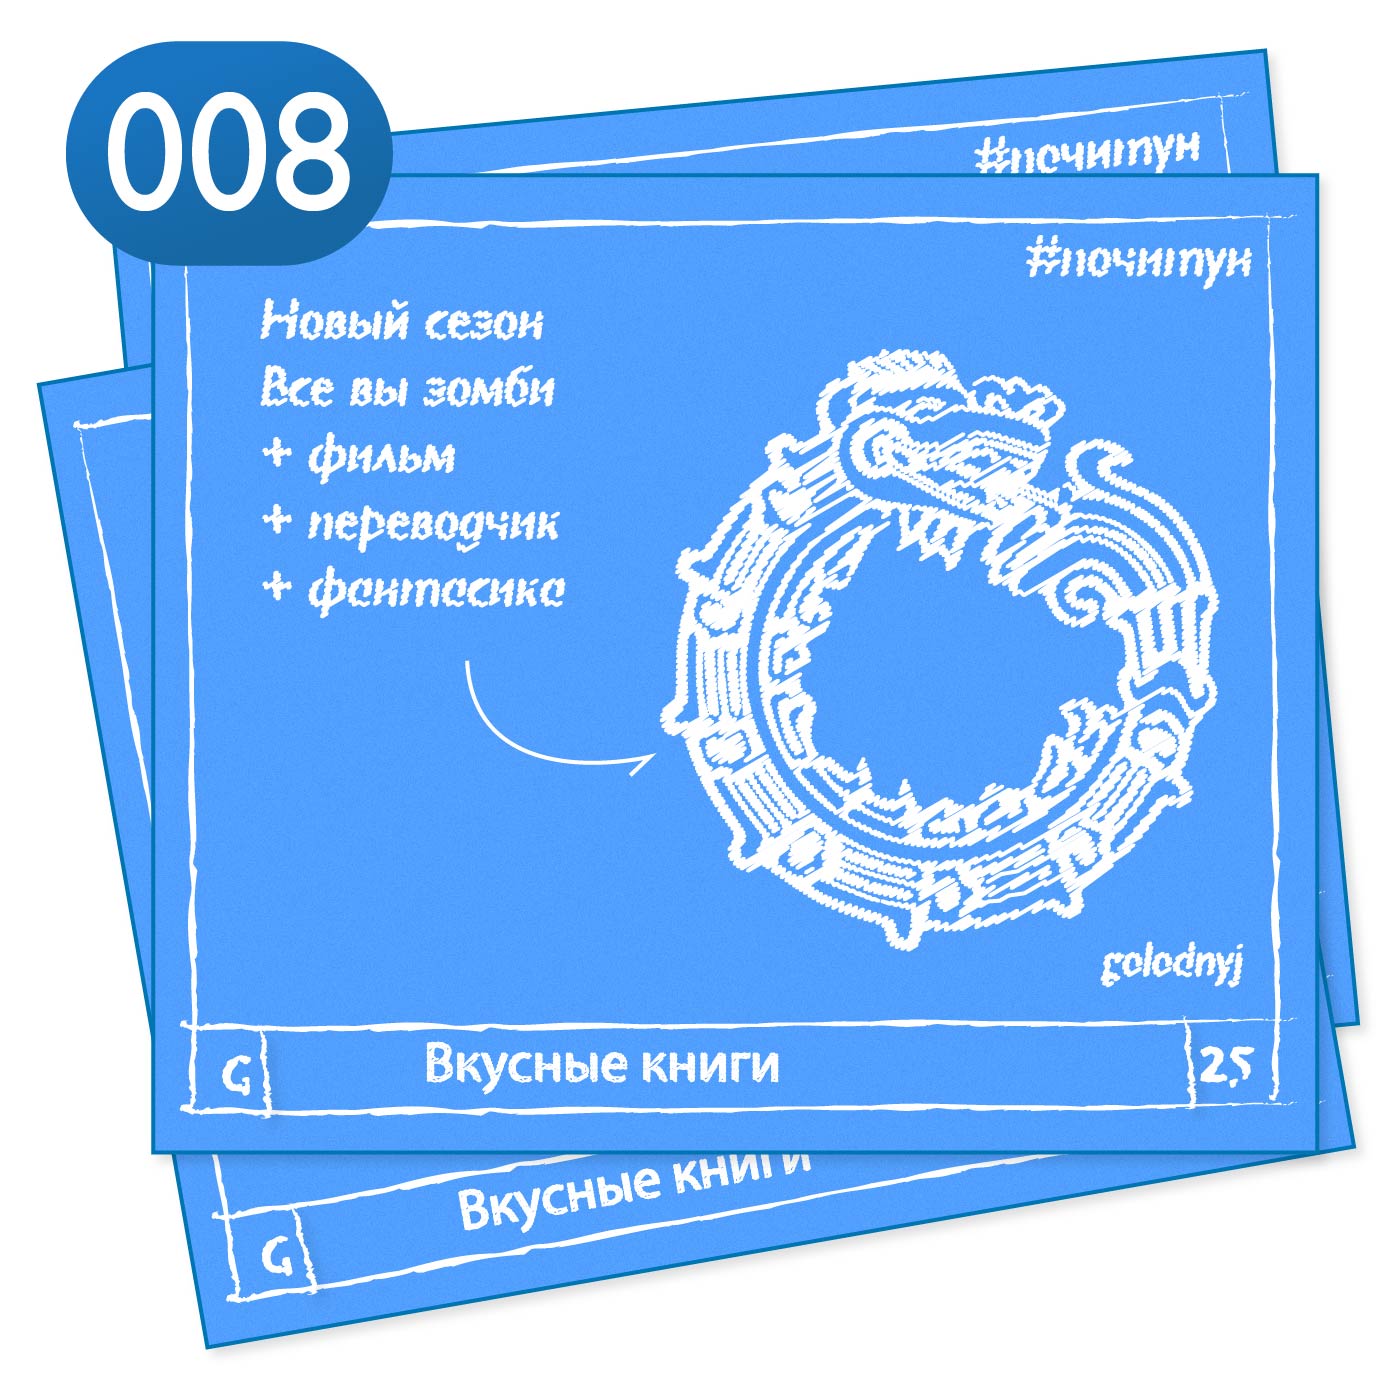 008
#почитун
#почитун
Новый сезон
Все вы зомби
+ фильм
+ переводчик
+ фантасика
golodnyj
G
Вкусные книги
25
Вкусные книги
G